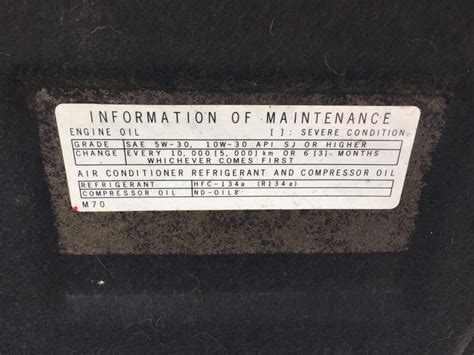 INFORMATION OF MAINTENANCE
ENGINE OIL [ ]: SEVERE CONDITION
GRADE SAE 5W-30, 10W-30 API SJ OR HIGHER
CHANGE EVERY 10,000 [5,000] km OR 6 [3] MONTHS
WHICHEVER COMES FIRST
AIR CONDITIONER REFRIGERANT AND COMPRESSOR OIL
REFRIGERANT HFC-134a (R134a)
COMPRESSOR OIL ND-OIL8
M70